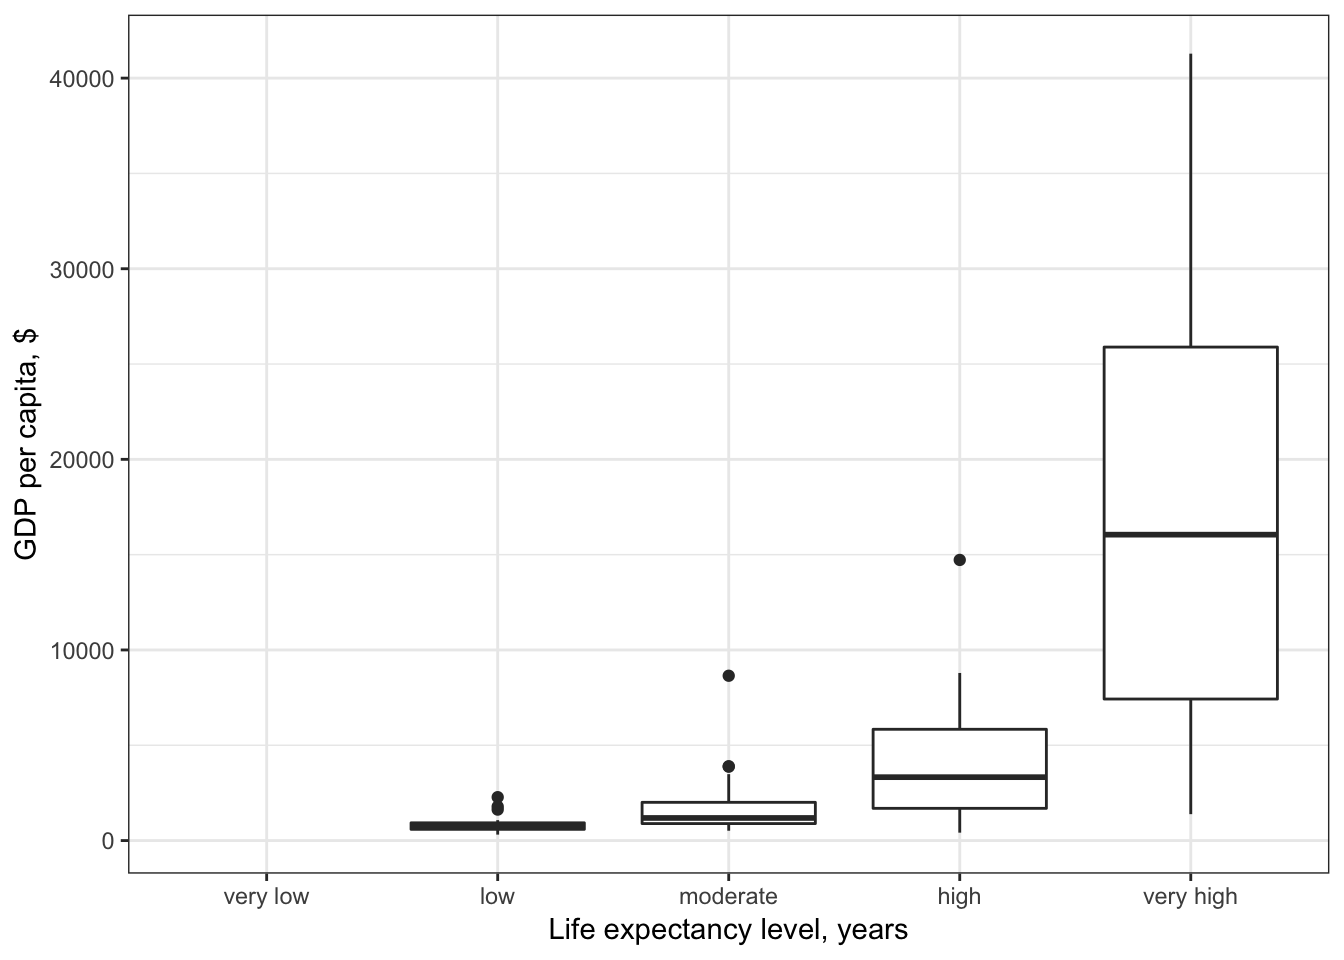 GDP per capita, $
40000
30000
20000
10000
0
very low low moderate high very high
Life expectancy level, years